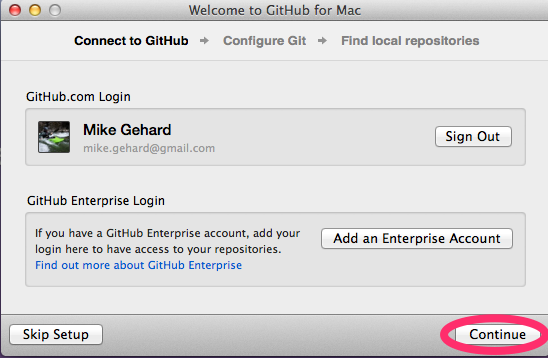 Welcome to GitHub for Mac
Connect to GitHub → Configure Git → Find local repositories
GitHub.com Login
Mike Gehard
mike.gehard@gmail.com
Sign Out
GitHub Enterprise Login
If you have a GitHub Enterprise account, add your
login here to have access to your repositories.
Find out more about GitHub Enterprise
Add an Enterprise Account
Skip Setup
Continue